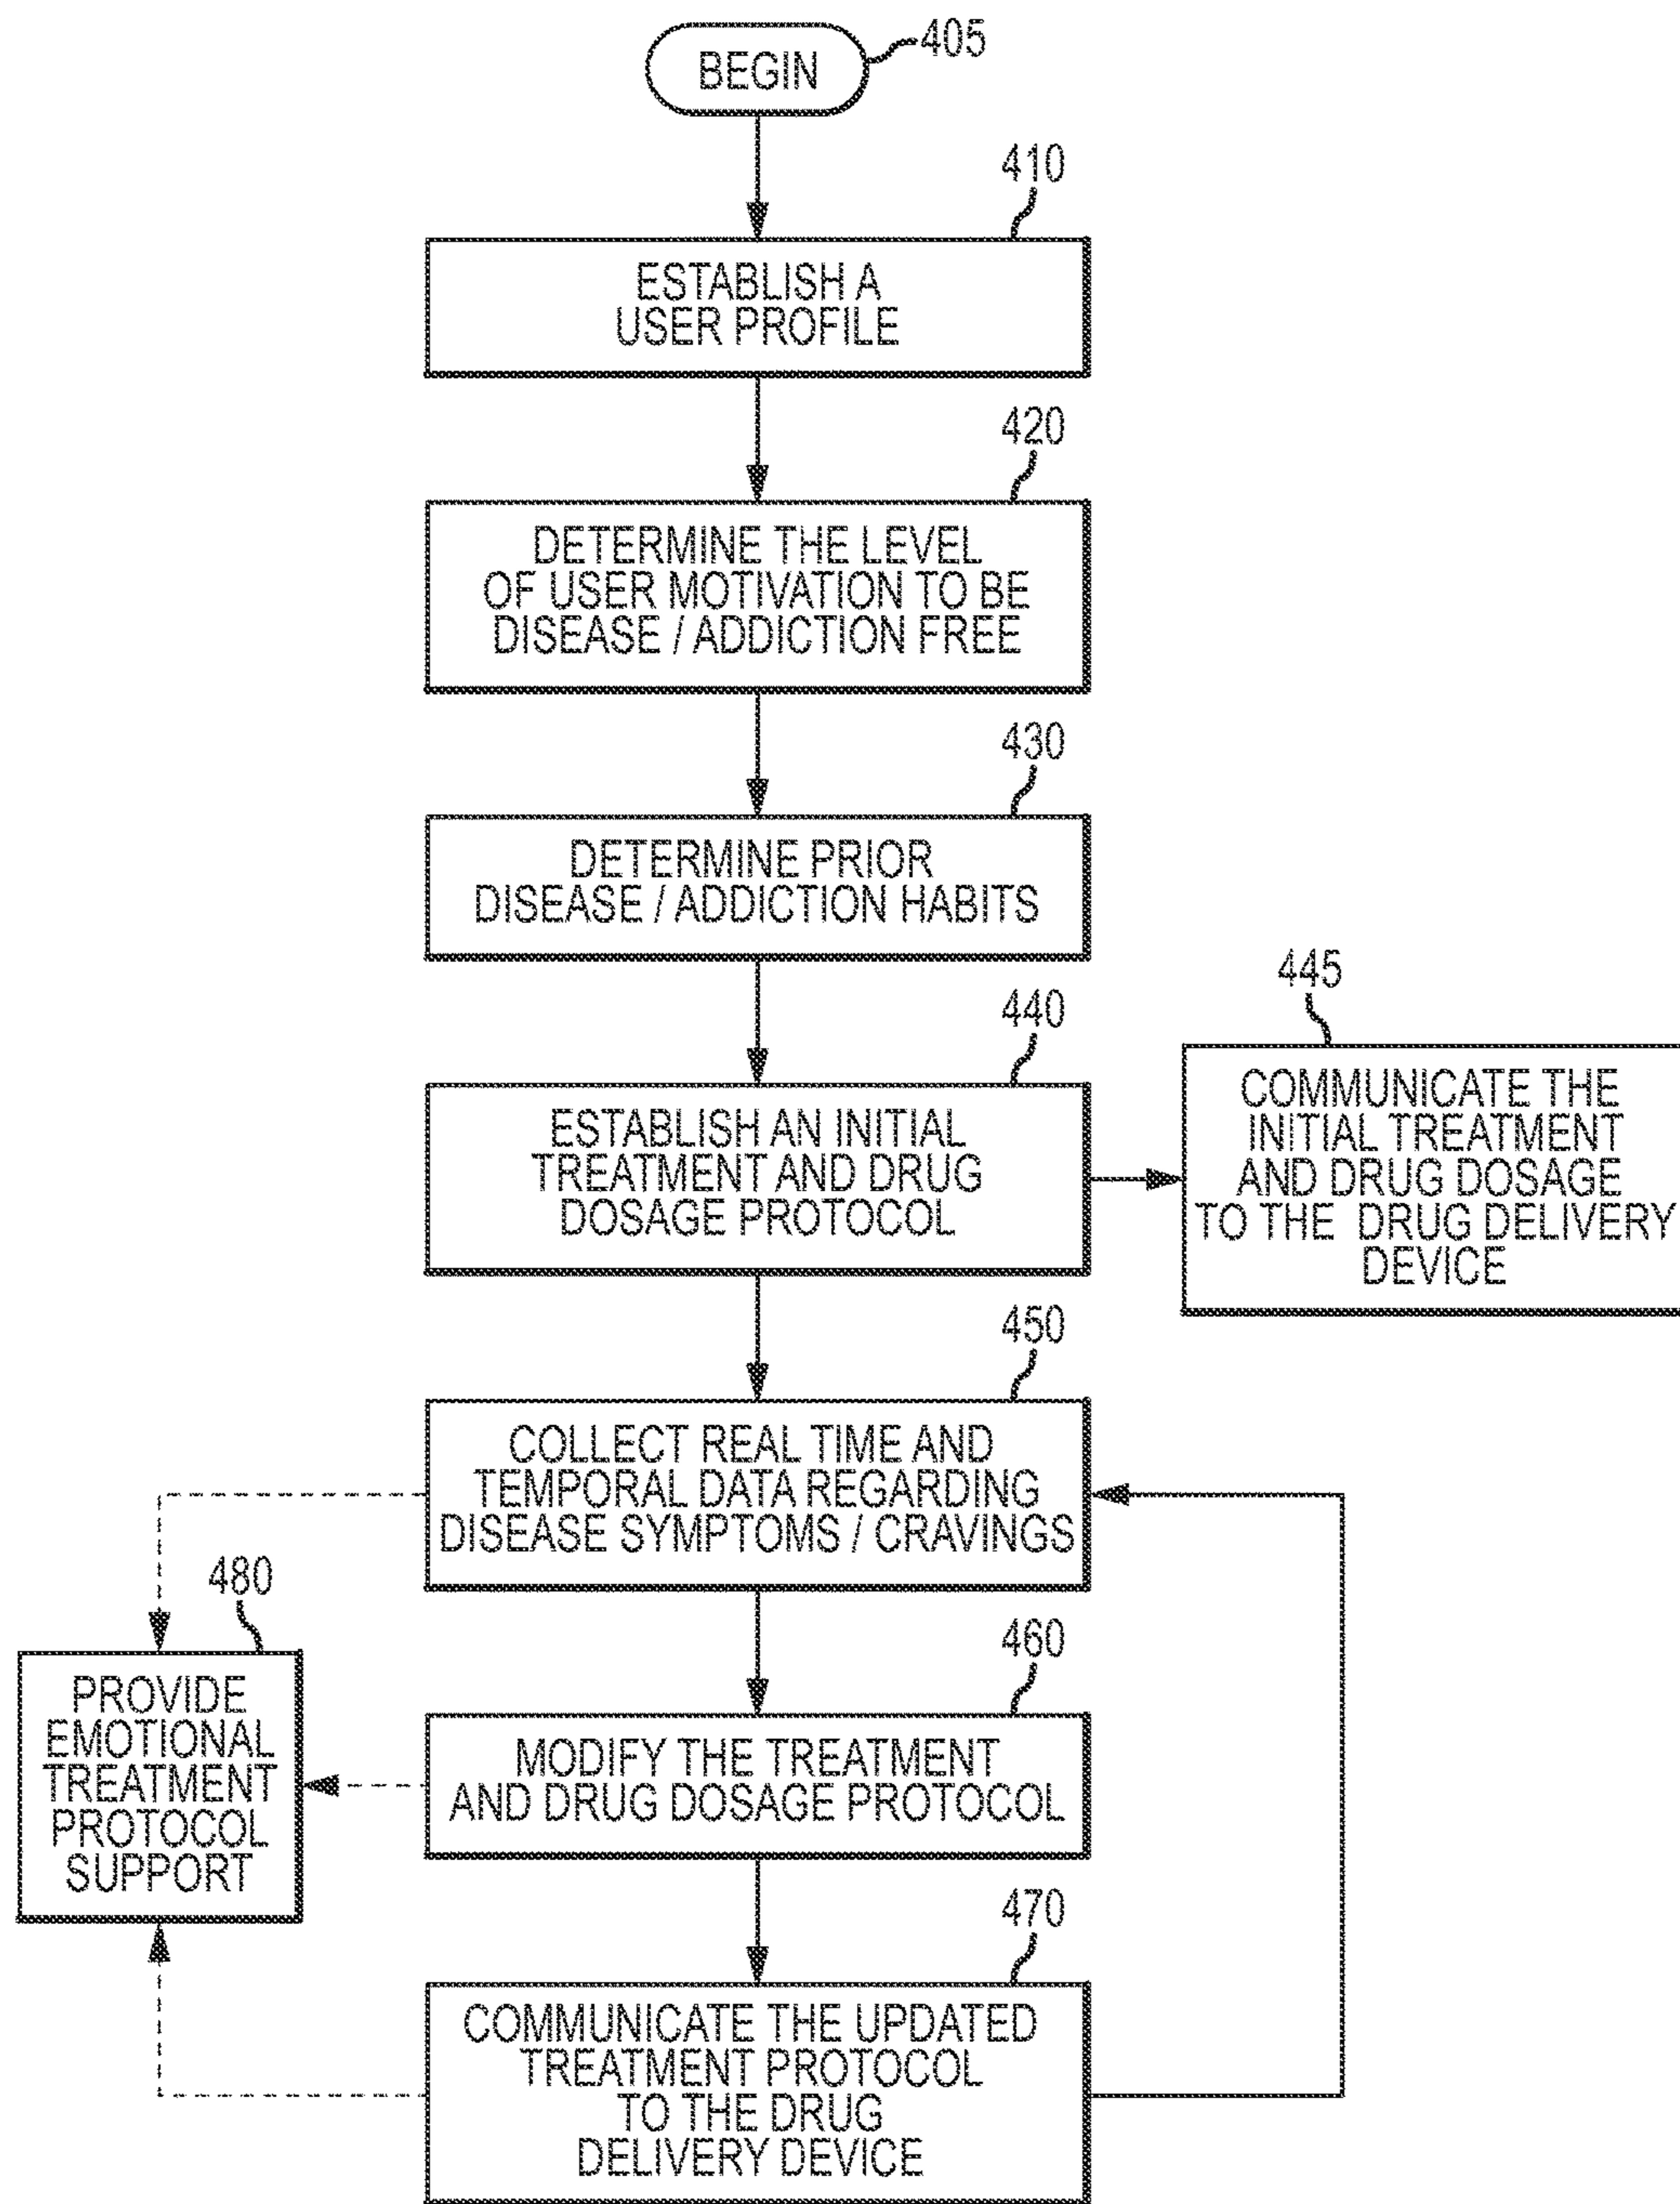 BEGIN
405
410
ESTABLISH A
USER PROFILE
420
DETERMINE THE LEVEL
OF USER MOTIVATION TO BE
DISEASE / ADDICTION FREE
430
DETERMINE PRIOR
DISEASE / ADDICTION HABITS
440
ESTABLISH AN INITIAL
TREATMENT AND DRUG
DOSAGE PROTOCOL
445
COMMUNICATE THE
INITIAL TREATMENT
AND DRUG DOSAGE
TO THE DRUG DELIVERY
DEVICE
450
COLLECT REAL TIME AND
TEMPORAL DATA REGARDING
DISEASE SYMPTOMS / CRAVINGS
480
PROVIDE
EMOTIONAL
TREATMENT
PROTOCOL
SUPPORT
460
MODIFY THE TREATMENT
AND DRUG DOSAGE PROTOCOL
470
COMMUNICATE THE UPDATED
TREATMENT PROTOCOL
TO THE DRUG
DELIVERY DEVICE